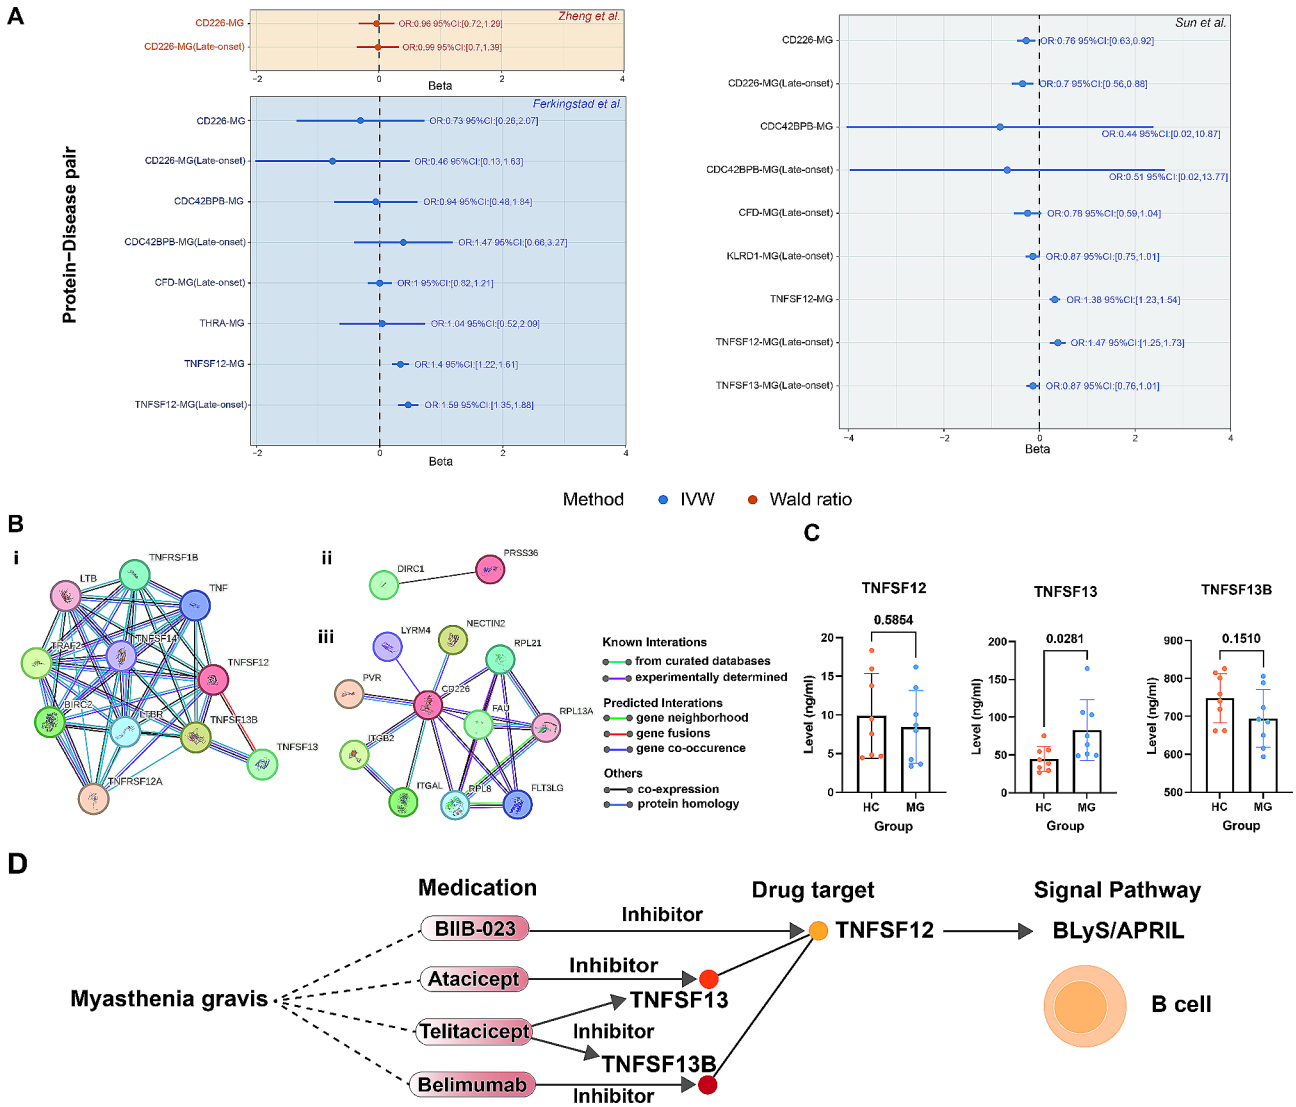 A
Protein−Disease pair
Zheng et al.
CD226-MG
OR:0.96 95%CI:[0.72,1.29]
CD226-MG(Late-onset)
OR:0.99 95%CI:[0.7,1.39]
−2 0 2 4
Beta
Ferkingstad et al.
CD226-MG
OR:0.73 95%CI:[0.26,2.07]
CD226-MG(Late-onset)
OR:0.46 95%CI:[0.13,1.63]
CDC42BPB-MG
OR:0.94 95%CI:[0.48,1.84]
CDC42BPB-MG(Late-onset)
OR:1.47 95%CI:[0.66,3.27]
CFD-MG(Late-onset)
OR:1 95%CI:[0.82,1.21]
THRA-MG
OR:1.04 95%CI:[0.52,2.09]
TNFSF12-MG
OR:1.4 95%CI:[1.22,1.61]
TNFSF12-MG(Late-onset)
OR:1.59 95%CI:[1.35,1.88]
−2 0 2 4
Beta
Sun et al.
CD226-MG
OR:0.76 95%CI:[0.63,0.92]
CD226-MG(Late-onset)
OR:0.7 95%CI:[0.56,0.88]
CDC42BPB-MG
OR:0.44 95%CI:[0.02,10.87]
CDC42BPB-MG(Late-onset)
OR:0.51 95%CI:[0.02,13.77]
CFD-MG(Late-onset)
OR:0.78 95%CI:[0.59,1.04]
KLRD1-MG(Late-onset)
OR:0.87 95%CI:[0.75,1.01]
TNFSF12-MG
OR:1.38 95%CI:[1.23,1.54]
TNFSF12-MG(Late-onset)
OR:1.47 95%CI:[1.25,1.73]
TNFSF13-MG(Late-onset)
OR:0.87 95%CI:[0.76,1.01]
−4 −2 0 2 4
Beta
Method IVW Wald ratio
B
i
TNFRSF1B
LTB
TNF
TRAF2
TNFSF14
TNFSF12
BIRC2
LTBR
TNFSF13B
TNFSF13
TNFRSF12A
ii
DIRC1
PRSS36
iii
LYRM4
NECTIN2
RPL21
PVR
CD226
FAU
RPL13A
ITGB2
ITGAL
RPL8
FLT3LG
Known Interations
from curated databases
experimentally determined
Predicted Interations
gene neighborhood
gene fusions
gene co-occurence
Others
co-expression
protein homology
C
TNFSF12
0.5854
Level (ng/ml)
20
15
10
5
0
HC MG
Group
TNFSF13
0.0281
Level (ng/ml)
200
150
100
50
0
HC MG
Group
TNFSF13B
0.1510
Level (ng/ml)
900
800
700
600
500
HC MG
Group
D
Medication
Drug target
Signal Pathway
Myasthenia gravis
BIIB-023
Inhibitor
TNFSF12
BLyS/APRIL
Atacicept
Inhibitor
TNFSF13
Telitacicept
Inhibitor
TNFSF13B
Belimumab
Inhibitor
B cell